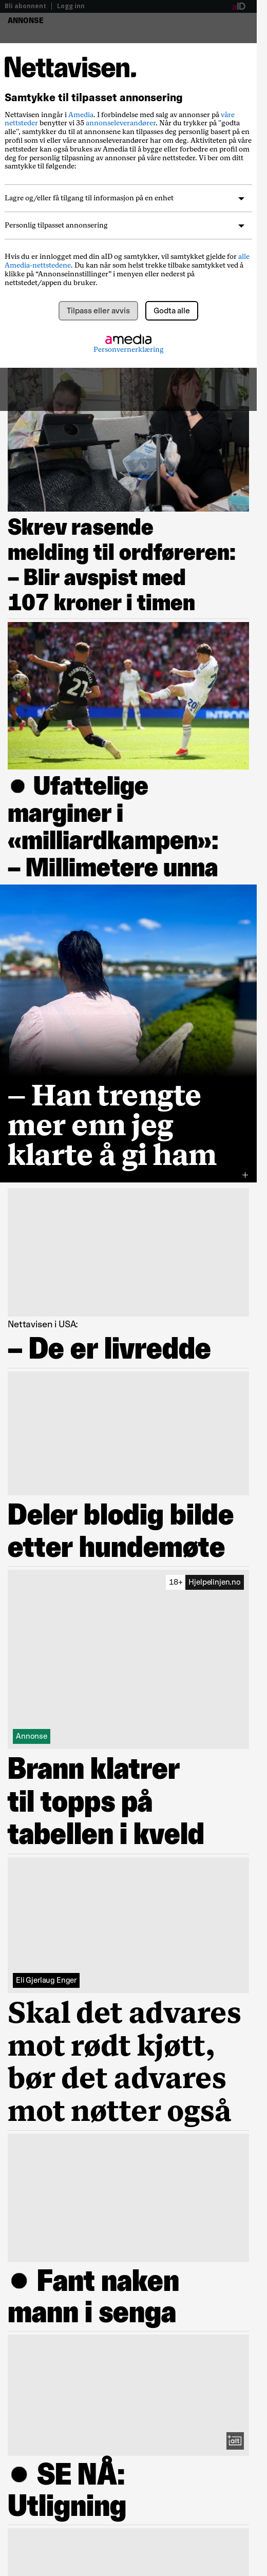 Bli abonnent | Logg inn
ANNONSE
Nettavisen.
Samtykke til tilpasset annonsering
Nettavisen inngår i Amedia. I forbindelse med salg av annonser på våre
nettsteder benytter vi 35 annonseleverandører. Når du trykker på "godta
alle", samtykker du til at annonsene kan tilpasses deg personlig basert på en
profil som vi eller våre annonseleverandører har om deg. Aktiviteten på våre
nettsteder kan også brukes av Amedia til å bygge eller forbedre en profil om
deg for personlig tilpasning av annonser på våre nettsteder. Vi ber om ditt
samtykke til følgende:
Lagre og/eller få tilgang til informasjon på en enhet
Personlig tilpasset annonsering
Hvis du er innlogget med din aID og samtykker, vil samtykket gjelde for alle
Amedia-nettstedene. Du kan når som helst trekke tilbake samtykket ved å
klikke på “Annonseinnstillinger” i menyen eller nederst på
nettstedet/appen du bruker.
Tilpass eller avvis
Godta alle
amedia
Personvernerklæring
Skrev rasende
melding til ordføreren:
– Blir avspist med
107 kroner i timen
● Ufattelige
marginer i
«milliardkampen»:
– Millimetere unna
– Han trengte
mer enn jeg
klarte å gi ham
Nettavisen i USA:
– De er livredde
Deler blodig bilde
etter hundemøte
18+ Hjelpelinjen.no
Annonse
Brann klatrer
til topps på
tabellen i kveld
Eli Gjerlaug Enger
Skal det advares
mot rødt kjøtt,
bør det advares
mot nøtter også
● Fant naken
mann i senga
● SE NÅ:
Utligning